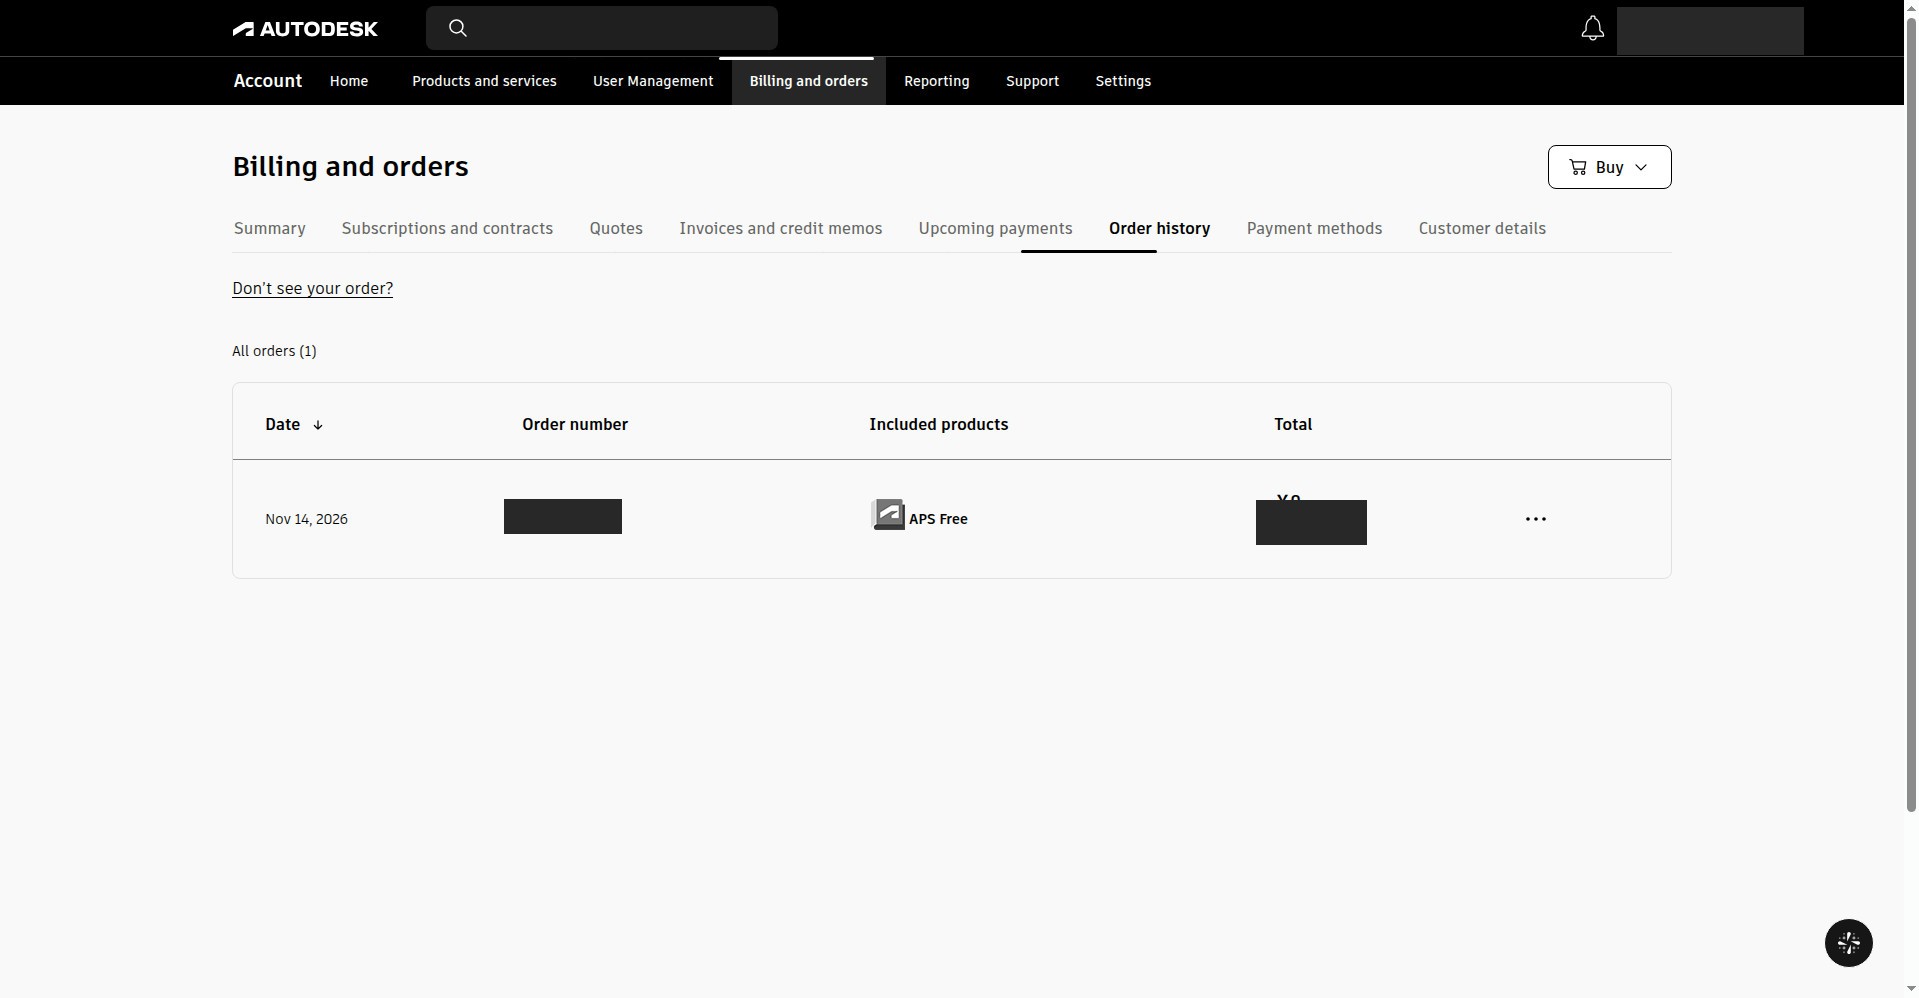 AUTODESK
Account Home Products and services User Management Billing and orders Reporting Support Settings
Billing and orders
Buy
Summary Subscriptions and contracts Quotes Invoices and credit memos Upcoming payments Order history Payment methods Customer details
Don't see your order?
All orders (1)
Date Order number Included products Total
Nov 14, 2026 APS Free